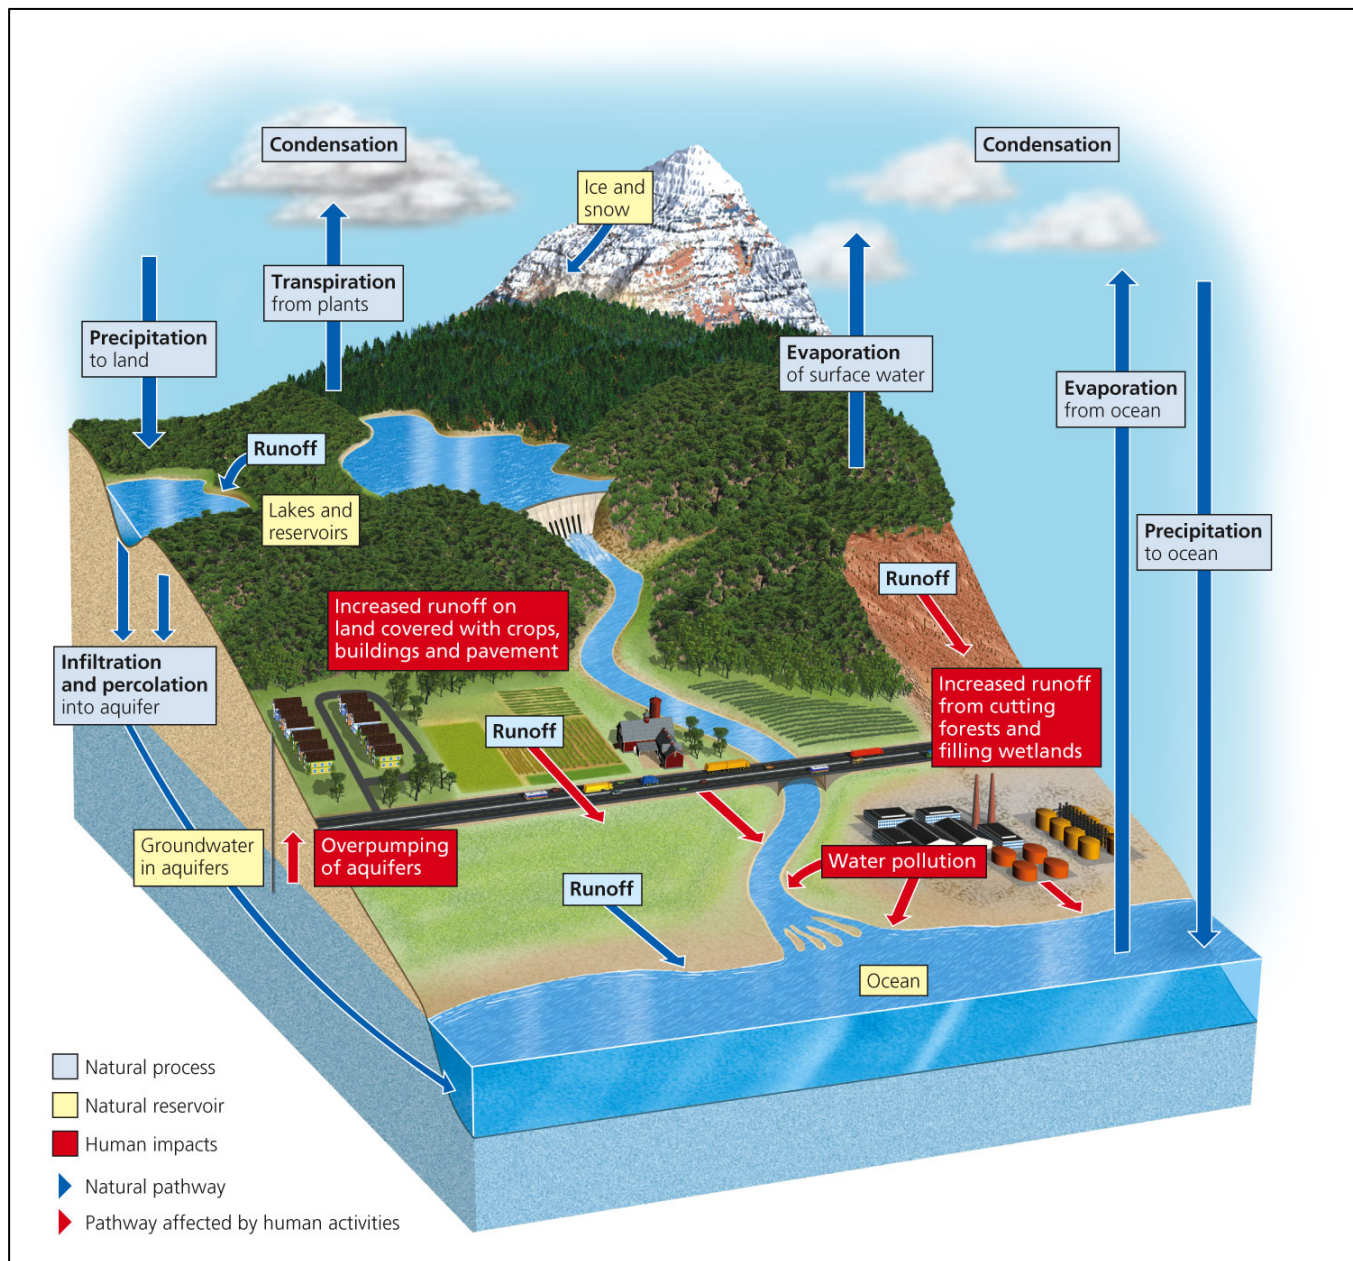 Condensation
Condensation
Ice and
snow
Transpiration
from plants
Precipitation
to land
Evaporation
of surface water
Evaporation
from ocean
Runoff
Lakes and
reservoirs
Precipitation
to ocean
Runoff
Increased runoff on
land covered with crops,
buildings and pavement
Infiltration
and percolation
into aquifer
Increased runoff
from cutting
forests and
filling wetlands
Runoff
Groundwater
in aquifers
Overpumping
of aquifers
Water pollution
Runoff
Ocean
Natural process
Natural reservoir
Human impacts
Natural pathway
Pathway affected by human activities